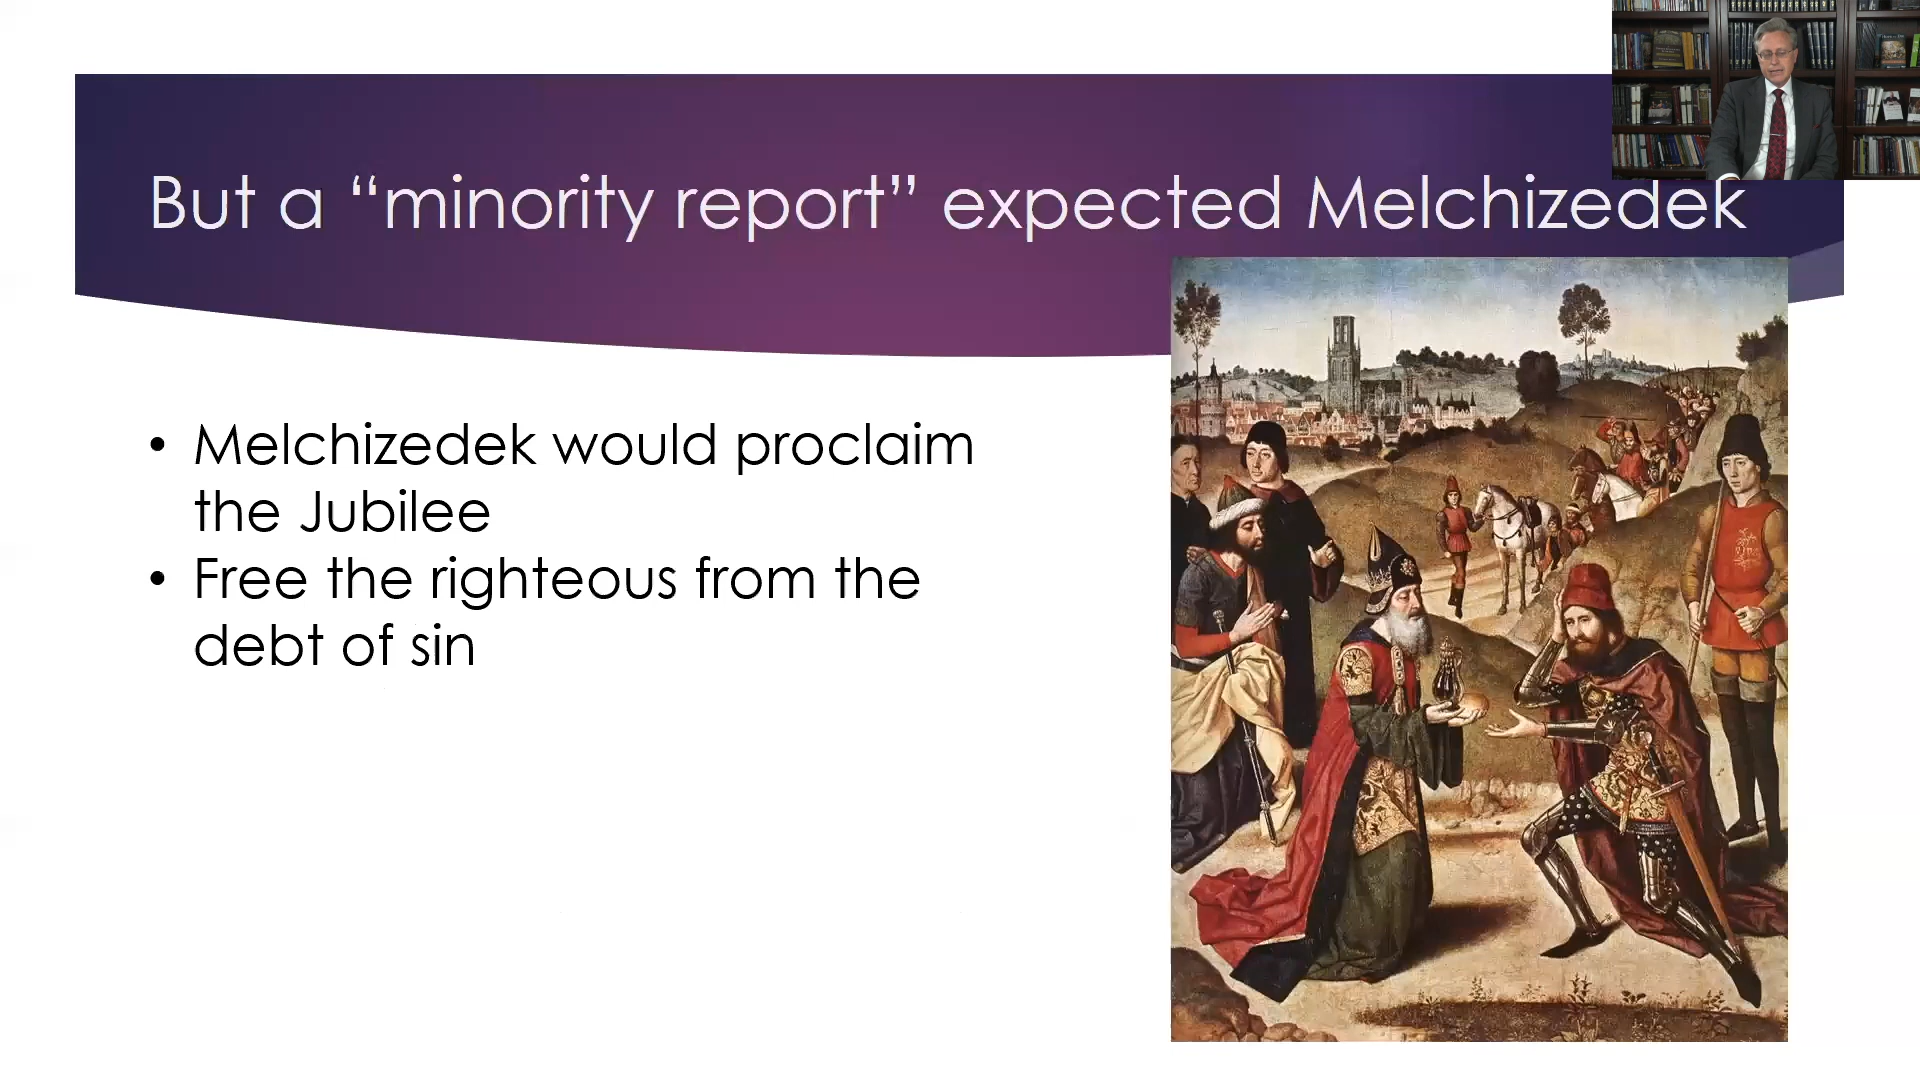 But a “minority report” expected Melchizedek
• Melchizedek would proclaim
the Jubilee
• Free the righteous from the
debt of sin